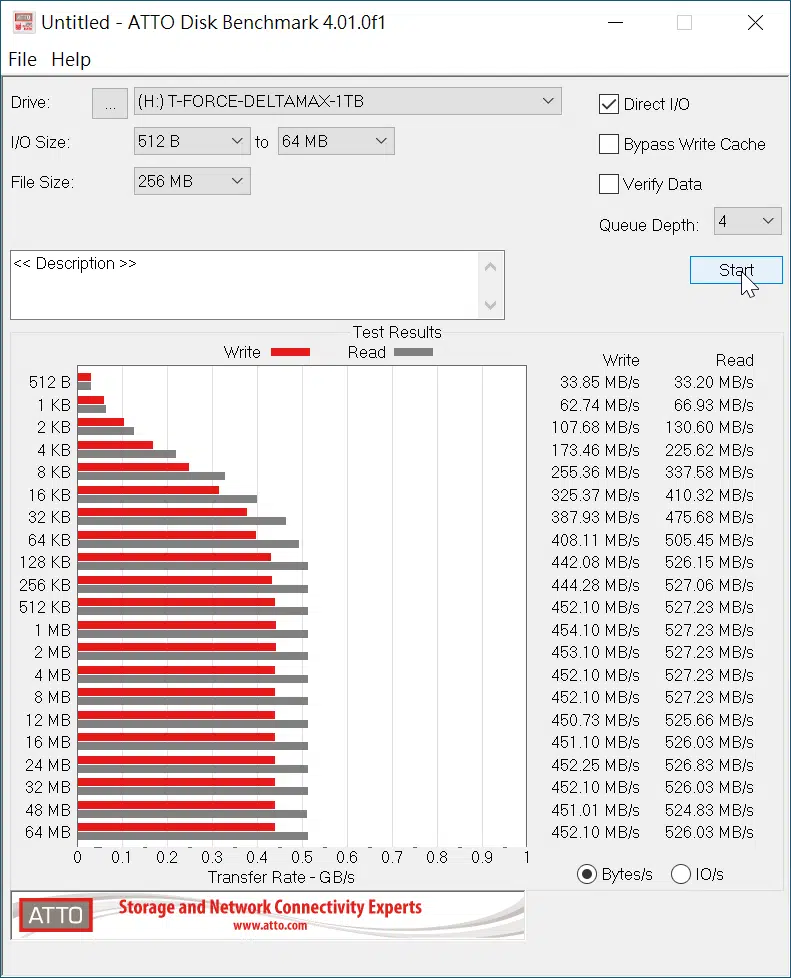 Untitled - ATTO Disk Benchmark 4.01.0f1
File Help
Drive: ... (H:) T-FORCE-DELTAMAX-1TB
Direct I/O
I/O Size: 512 B to 64 MB
Bypass Write Cache
File Size: 256 MB
Verify Data
Queue Depth: 4
<< Description >>
Start
Test Results
Write Read
Write Read
512 B 33.85 MB/s 33.20 MB/s
1 KB 62.74 MB/s 66.93 MB/s
2 KB 107.68 MB/s 130.60 MB/s
4 KB 173.46 MB/s 225.62 MB/s
8 KB 255.36 MB/s 337.58 MB/s
16 KB 325.37 MB/s 410.32 MB/s
32 KB 387.93 MB/s 475.68 MB/s
64 KB 408.11 MB/s 505.45 MB/s
128 KB 442.08 MB/s 526.15 MB/s
256 KB 444.28 MB/s 527.06 MB/s
512 KB 452.10 MB/s 527.23 MB/s
1 MB 454.10 MB/s 527.23 MB/s
2 MB 453.10 MB/s 527.23 MB/s
4 MB 452.10 MB/s 527.23 MB/s
8 MB 452.10 MB/s 527.23 MB/s
12 MB 450.73 MB/s 525.66 MB/s
16 MB 451.10 MB/s 526.03 MB/s
24 MB 452.25 MB/s 526.83 MB/s
32 MB 452.10 MB/s 526.03 MB/s
48 MB 451.01 MB/s 524.83 MB/s
64 MB 452.10 MB/s 526.03 MB/s
0 0.1 0.2 0.3 0.4 0.5 0.6 0.7 0.8 0.9 1
Transfer Rate - GB/s
Bytes/s IO/s
ATTO
Storage and Network Connectivity Experts
www.atto.com